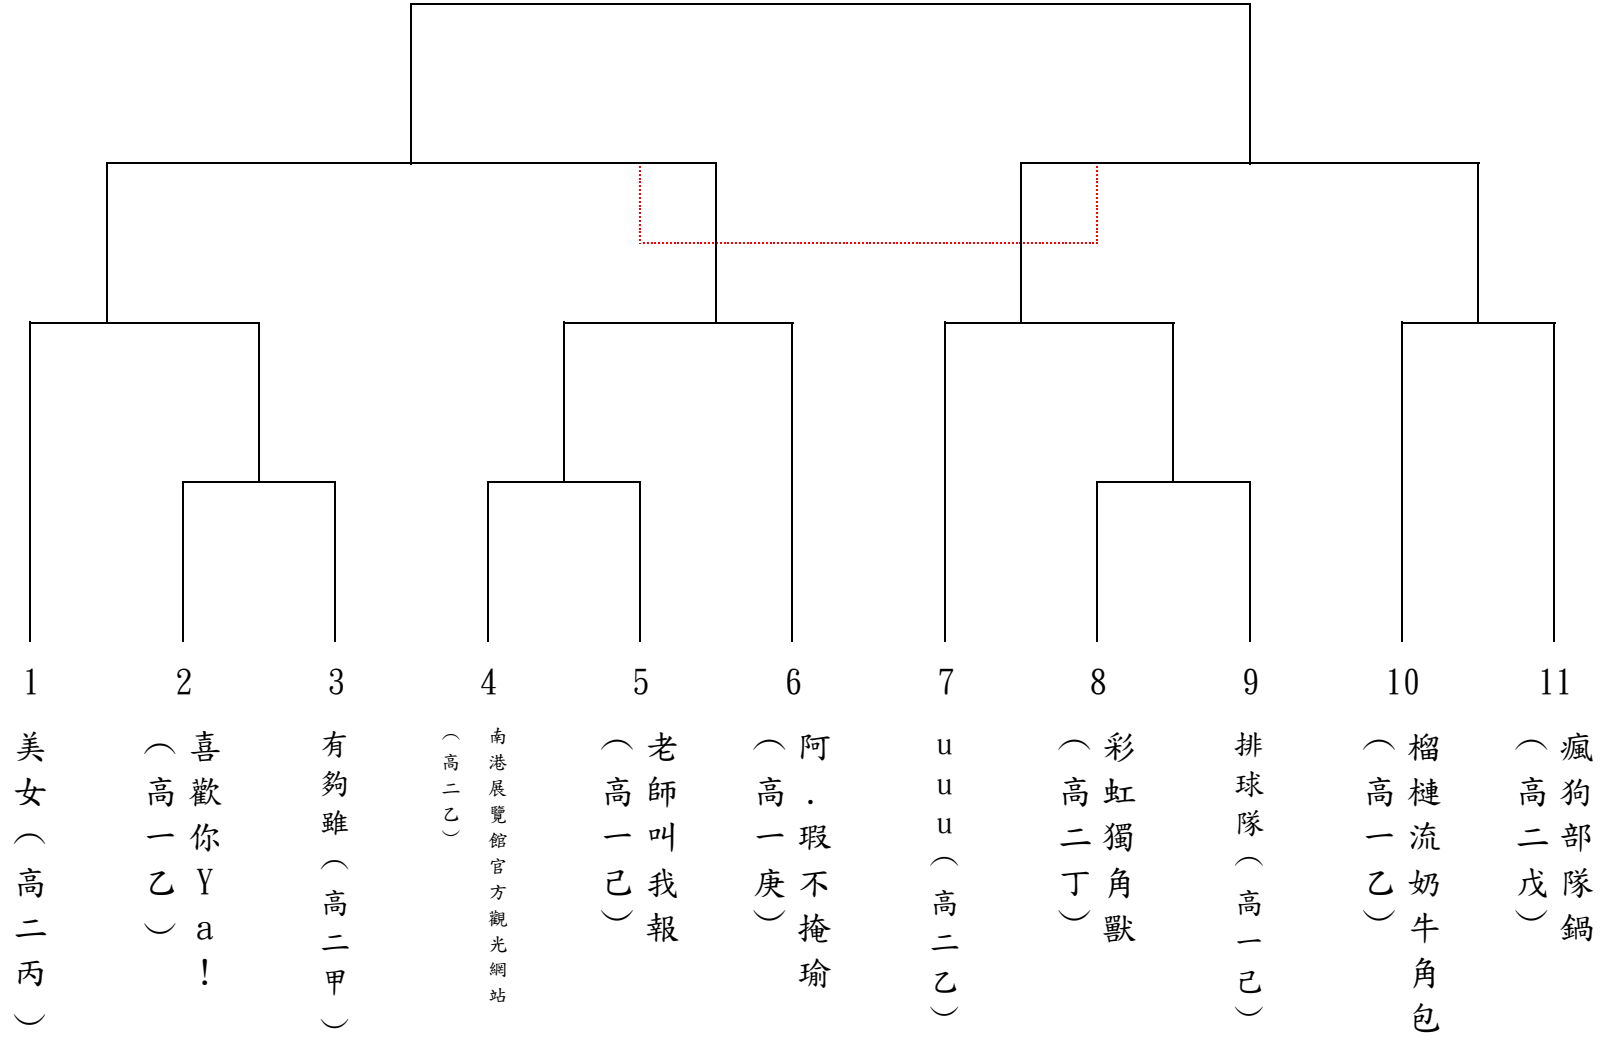 1
美女（高二丙）
2
喜歡你Ya!
（高一乙）
3
有夠雖（高二甲）
4
南港展覽館官方觀光網站
（高二乙）
5
老師叫我報
（高一己）
6
阿.瑕不掩瑜
（高一庚）
7
uuu（高二乙）
8
彩虹獨角獸
（高二丁）
9
排球隊（高一己）
10
榴槤流奶牛角包
（高一乙）
11
瘋狗部隊鍋
（高二戊）